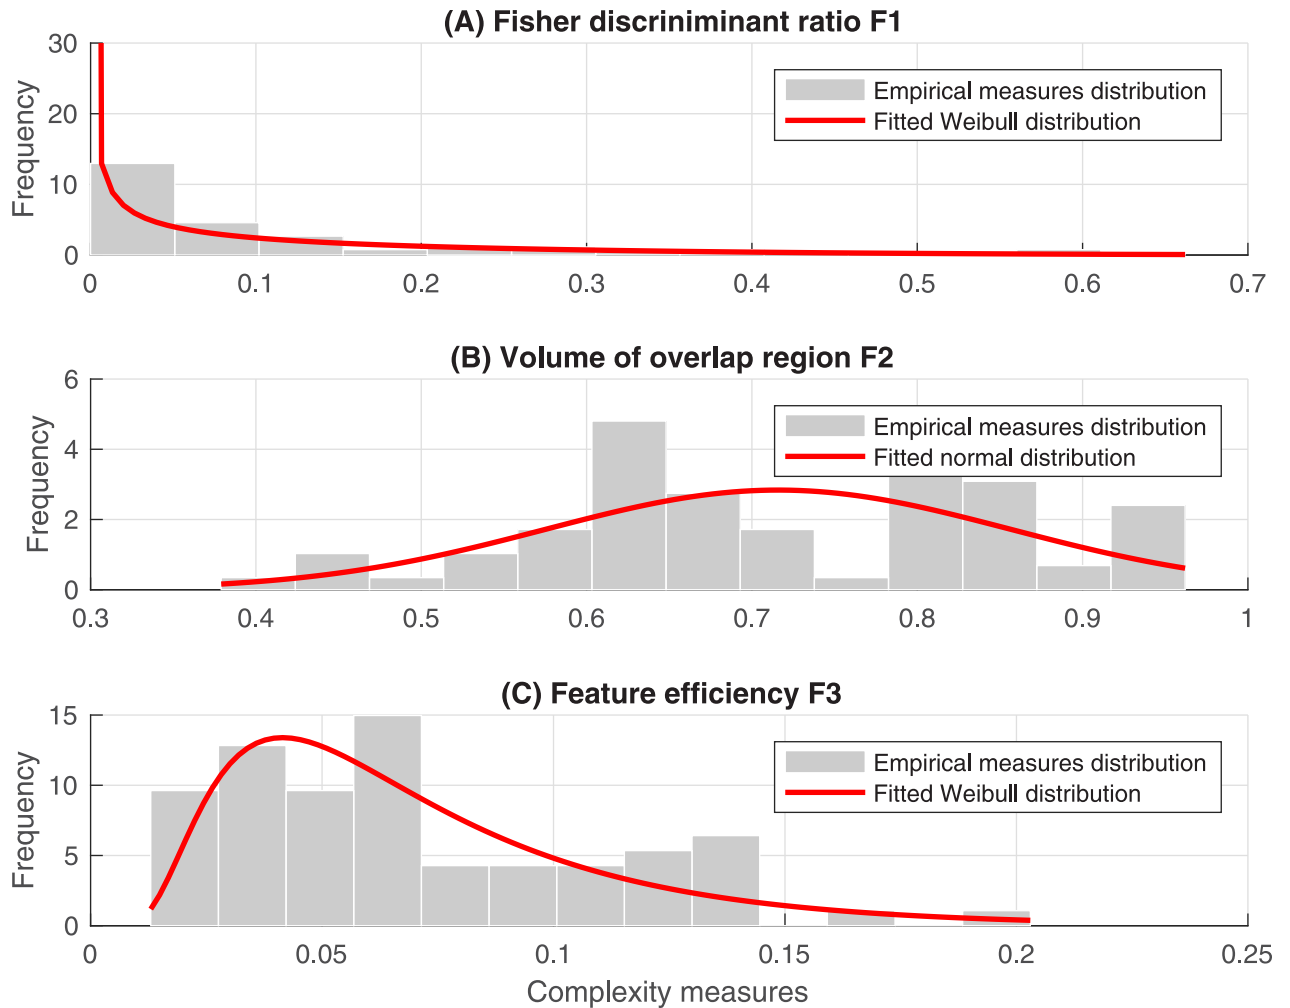 (A) Fisher discriniminant ratio F1
30
20
10
0
Frequency
Empirical measures distribution
Fitted Weibull distribution
0 0.1 0.2 0.3 0.4 0.5 0.6 0.7
(B) Volume of overlap region F2
6
4
2
0
Frequency
Empirical measures distribution
Fitted normal distribution
0.3 0.4 0.5 0.6 0.7 0.8 0.9 1
(C) Feature efficiency F3
15
10
5
0
Frequency
Empirical measures distribution
Fitted Weibull distribution
0 0.05 0.1 0.15 0.2 0.25
Complexity measures